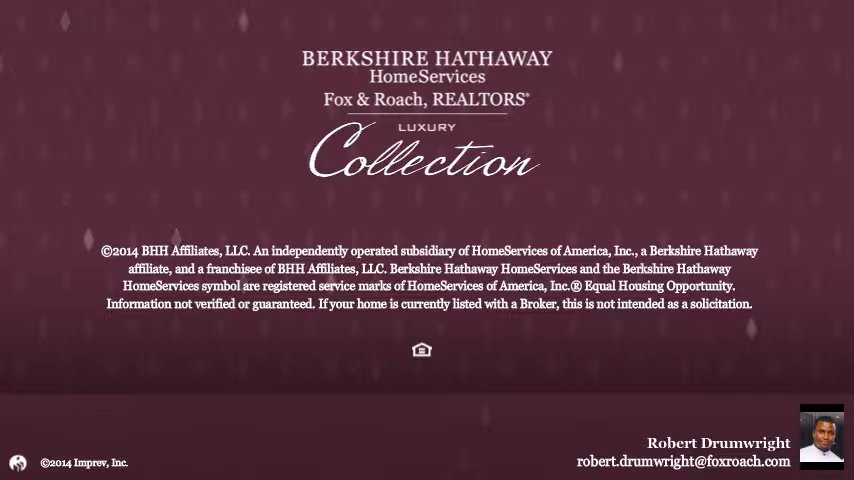 BERKSHIRE HATHAWAY
HomeServices
Fox & Roach, REALTORS®
LUXURY
Collection
©2014 BHH Affiliates, LLC. An independently operated subsidiary of HomeServices of America, Inc., a Berkshire Hathaway
affiliate, and a franchisee of BHH Affiliates, LLC. Berkshire Hathaway HomeServices and the Berkshire Hathaway
HomeServices symbol are registered service marks of HomeServices of America, Inc.® Equal Housing Opportunity.
Information not verified or guaranteed. If your home is currently listed with a Broker, this is not intended as a solicitation.
Robert Drumwright
robert.drumwright@foxroach.com
©2014 Imprev, Inc.